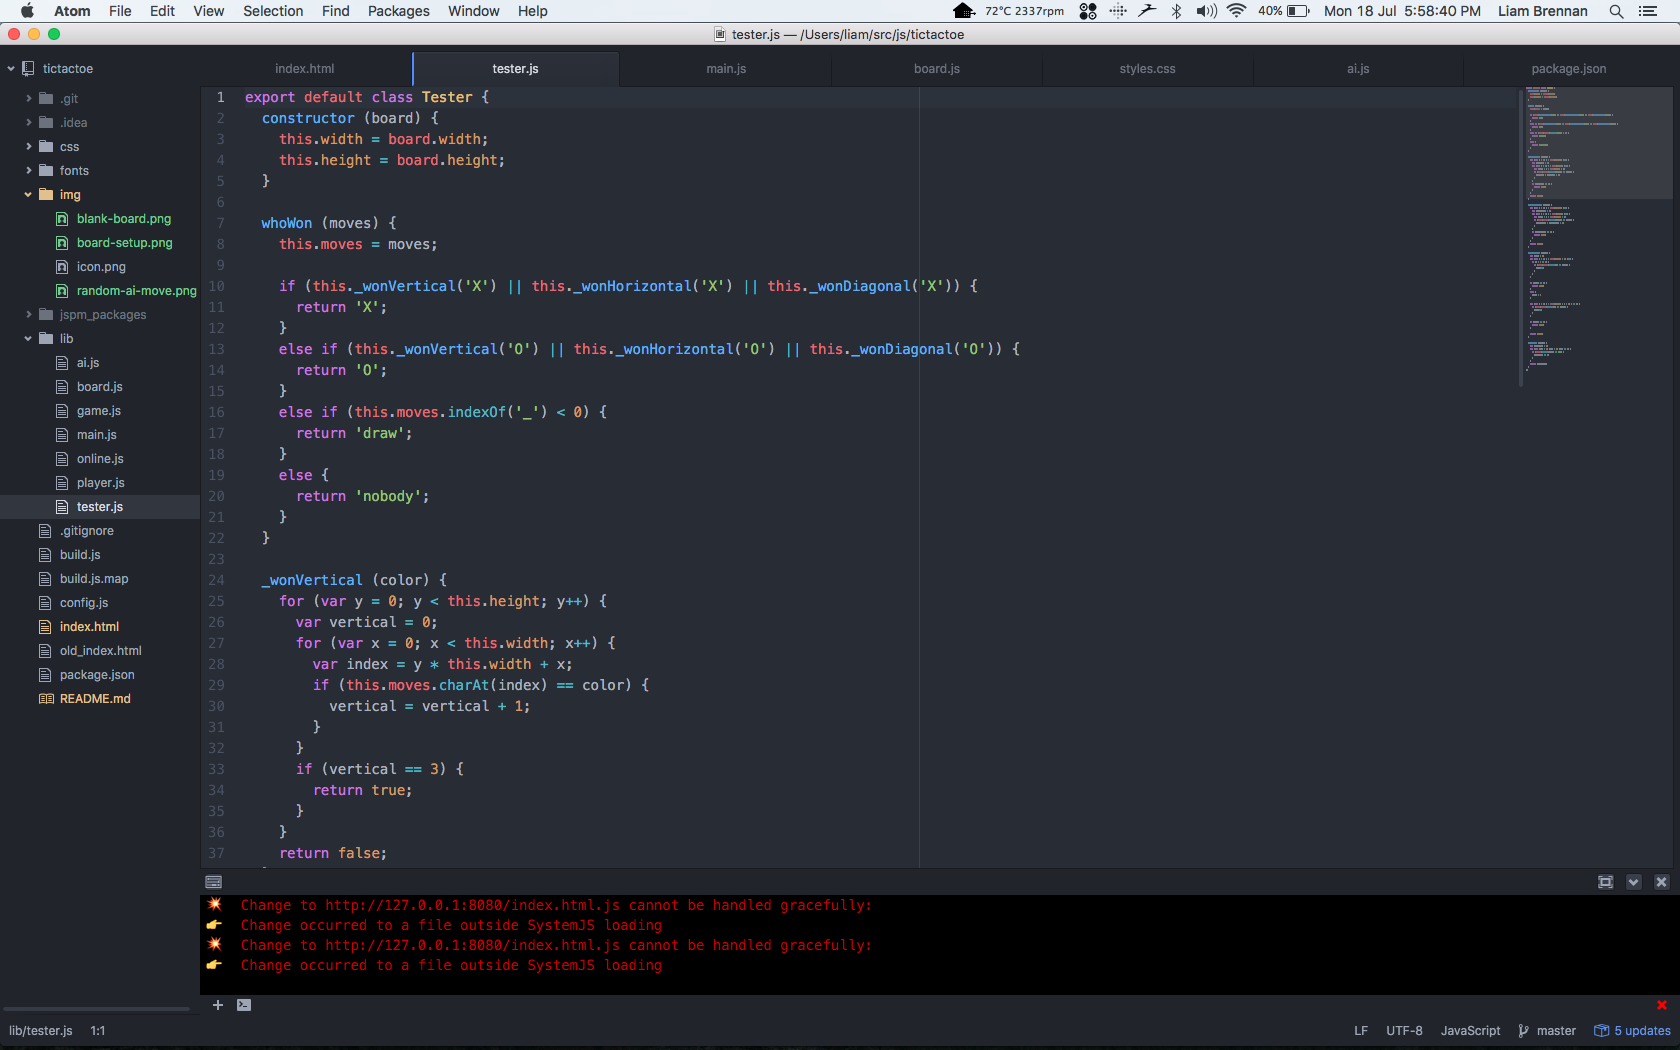 Atom File Edit View Selection Find Packages Window Help 72°C 2337rpm 40% Mon 18 Jul 5:58:40 PM Liam Brennan
tester.js — /Users/liam/src/js/tictactoe
tictactoe
.git
.idea
css
fonts
img
blank-board.png
board-setup.png
icon.png
random-ai-move.png
jspm_packages
lib
ai.js
board.js
game.js
main.js
online.js
player.js
tester.js
.gitignore
build.js
build.js.map
config.js
index.html
old_index.html
package.json
README.md
index.html tester.js main.js board.js styles.css ai.js package.json
1 export default class Tester {
2 constructor (board) {
3 this.width = board.width;
4 this.height = board.height;
5 }
6
7 whoWon (moves) {
8 this.moves = moves;
9
10 if (this._wonVertical('X') || this._wonHorizontal('X') || this._wonDiagonal('X')) {
11 return 'X';
12 }
13 else if (this._wonVertical('O') || this._wonHorizontal('O') || this._wonDiagonal('O')) {
14 return 'O';
15 }
16 else if (this.moves.indexOf('_') < 0) {
17 return 'draw';
18 }
19 else {
20 return 'nobody';
21 }
22 }
23
24 _wonVertical (color) {
25 for (var y = 0; y < this.height; y++) {
26 var vertical = 0;
27 for (var x = 0; x < this.width; x++) {
28 var index = y * this.width + x;
29 if (this.moves.charAt(index) == color) {
30 vertical = vertical + 1;
31 }
32 }
33 if (vertical == 3) {
34 return true;
35 }
36 }
37 return false;
Change to http://127.0.0.1:8080/index.html.js cannot be handled gracefully:
Change occurred to a file outside SystemJS loading
Change to http://127.0.0.1:8080/index.html.js cannot be handled gracefully:
Change occurred to a file outside SystemJS loading
lib/tester.js 1:1 LF UTF-8 JavaScript master 5 updates